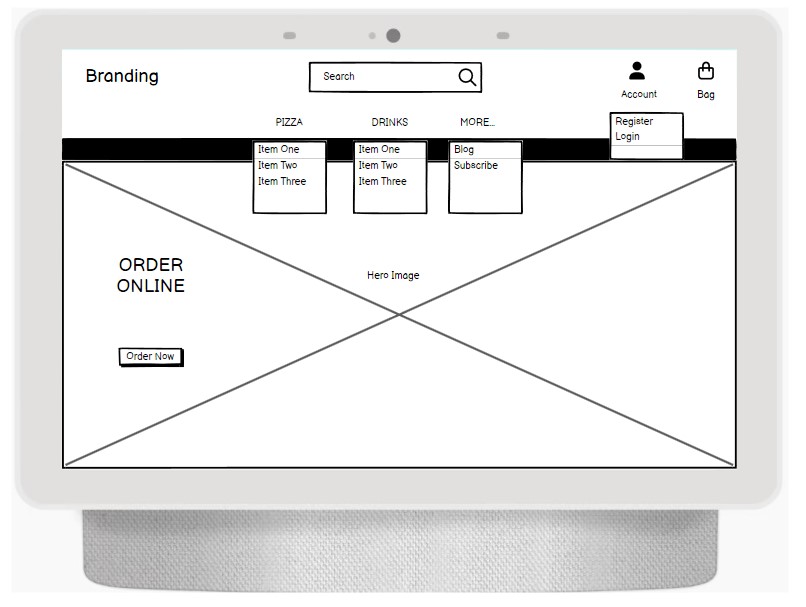 Branding
Search
Account
Bag
PIZZA
DRINKS
MORE...
Register
Login
Item One
Item Two
Item Three
Item One
Item Two
Item Three
Blog
Subscribe
ORDER
ONLINE
Hero Image
Order Now